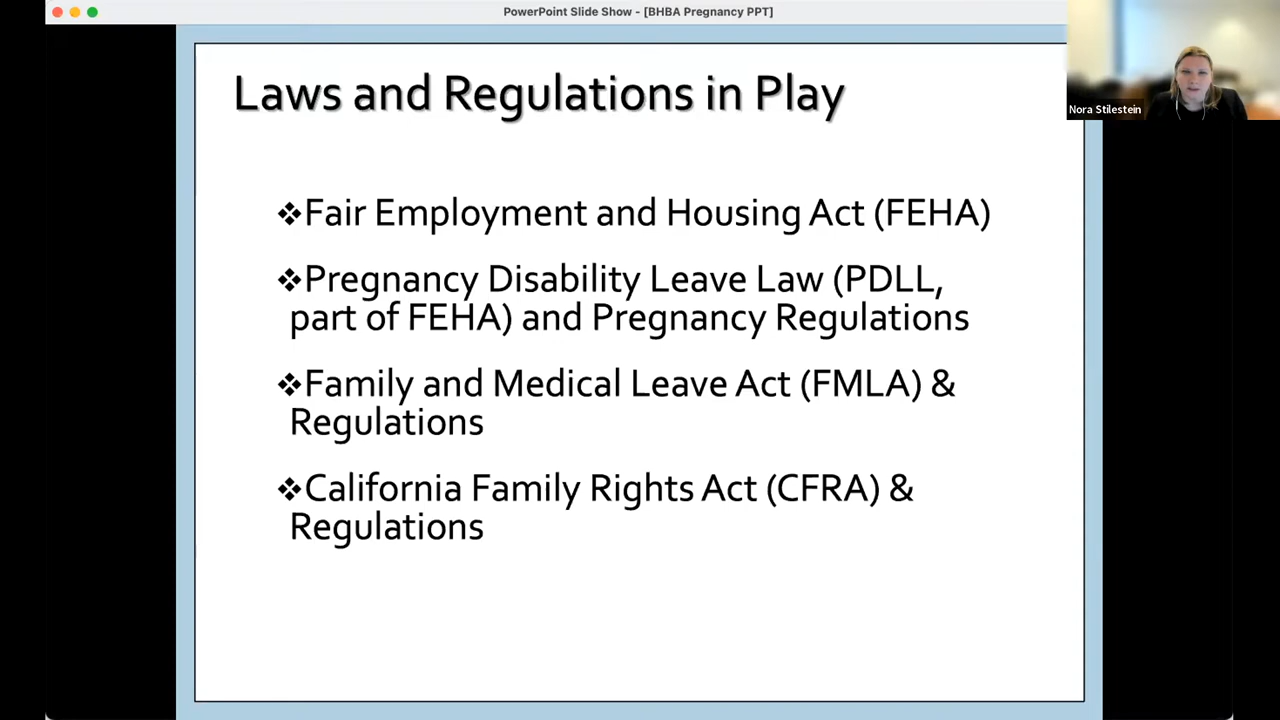 PowerPoint Slide Show - [BHBA Pregnancy PPT]
Nora Stilestein
Laws and Regulations in Play
❖Fair Employment and Housing Act (FEHA)
❖Pregnancy Disability Leave Law (PDLL,
part of FEHA) and Pregnancy Regulations
❖Family and Medical Leave Act (FMLA) &
Regulations
❖California Family Rights Act (CFRA) &
Regulations